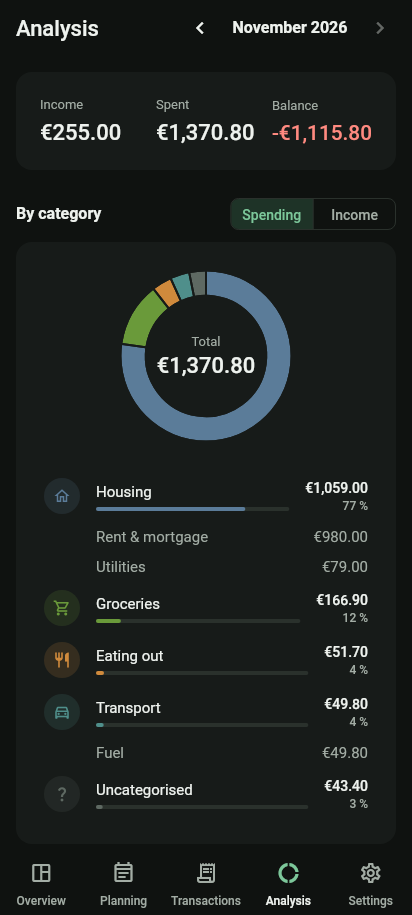 Analysis
November 2026
Income
Spent
Balance
€255.00
€1,370.80
-€1,115.80
By category
Spending
Income
Total
€1,370.80
Housing
€1,059.00
77 %
Rent & mortgage
€980.00
Utilities
€79.00
Groceries
€166.90
12 %
Eating out
€51.70
4 %
Transport
€49.80
4 %
Fuel
€49.80
?
Uncategorised
€43.40
3 %
Overview
Planning
Transactions
Analysis
Settings